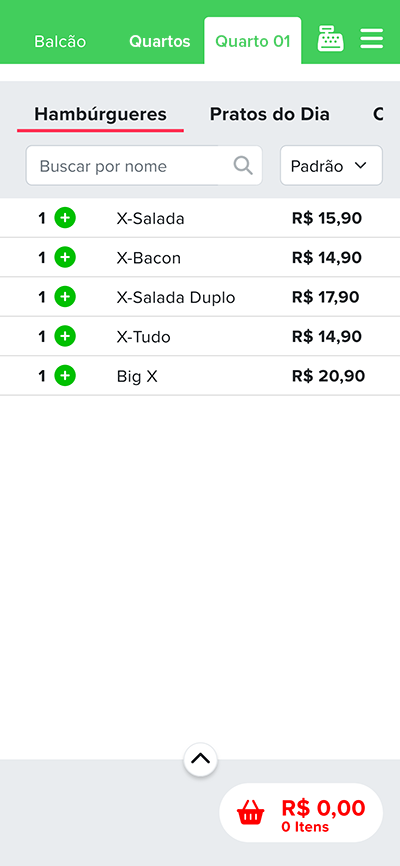 Balcão Quartos Quarto 01
Hambúrgueres Pratos do Dia
Buscar por nome Padrão
1 X-Salada R$ 15,90
1 X-Bacon R$ 14,90
1 X-Salada Duplo R$ 17,90
1 X-Tudo R$ 14,90
1 Big X R$ 20,90
R$ 0,00
0 Itens